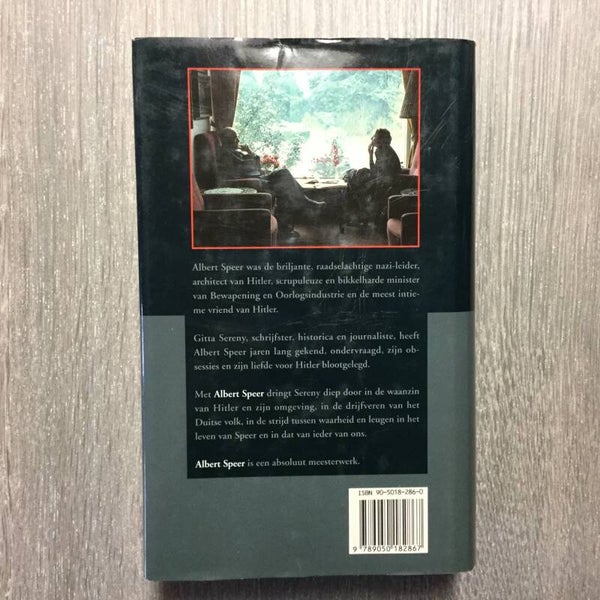 Albert Speer was de briljante, raadselachtige nazi-leider,
architect van Hitler, scrupuleuze en bikkelharde minister
van Bewapening en Oorlogsindustrie en de meest intie-
me vriend van Hitler.
Gitta Sereny, schrijfster, historica en journaliste, heeft
Albert Speer jaren lang gekend, ondervraagd, zijn ob-
sessies en zijn liefde voor Hitler blootgelegd.
Met Albert Speer dringt Sereny diep door in de waanzin
van Hitler en zijn omgeving, in de drijfveren van het
Duitse volk, in de strijd tussen waarheid en leugen in het
leven van Speer en in dat van ieder van ons.
Albert Speer is een absoluut meesterwerk.
ISBN 90-5018-286-0
9 789050 182867